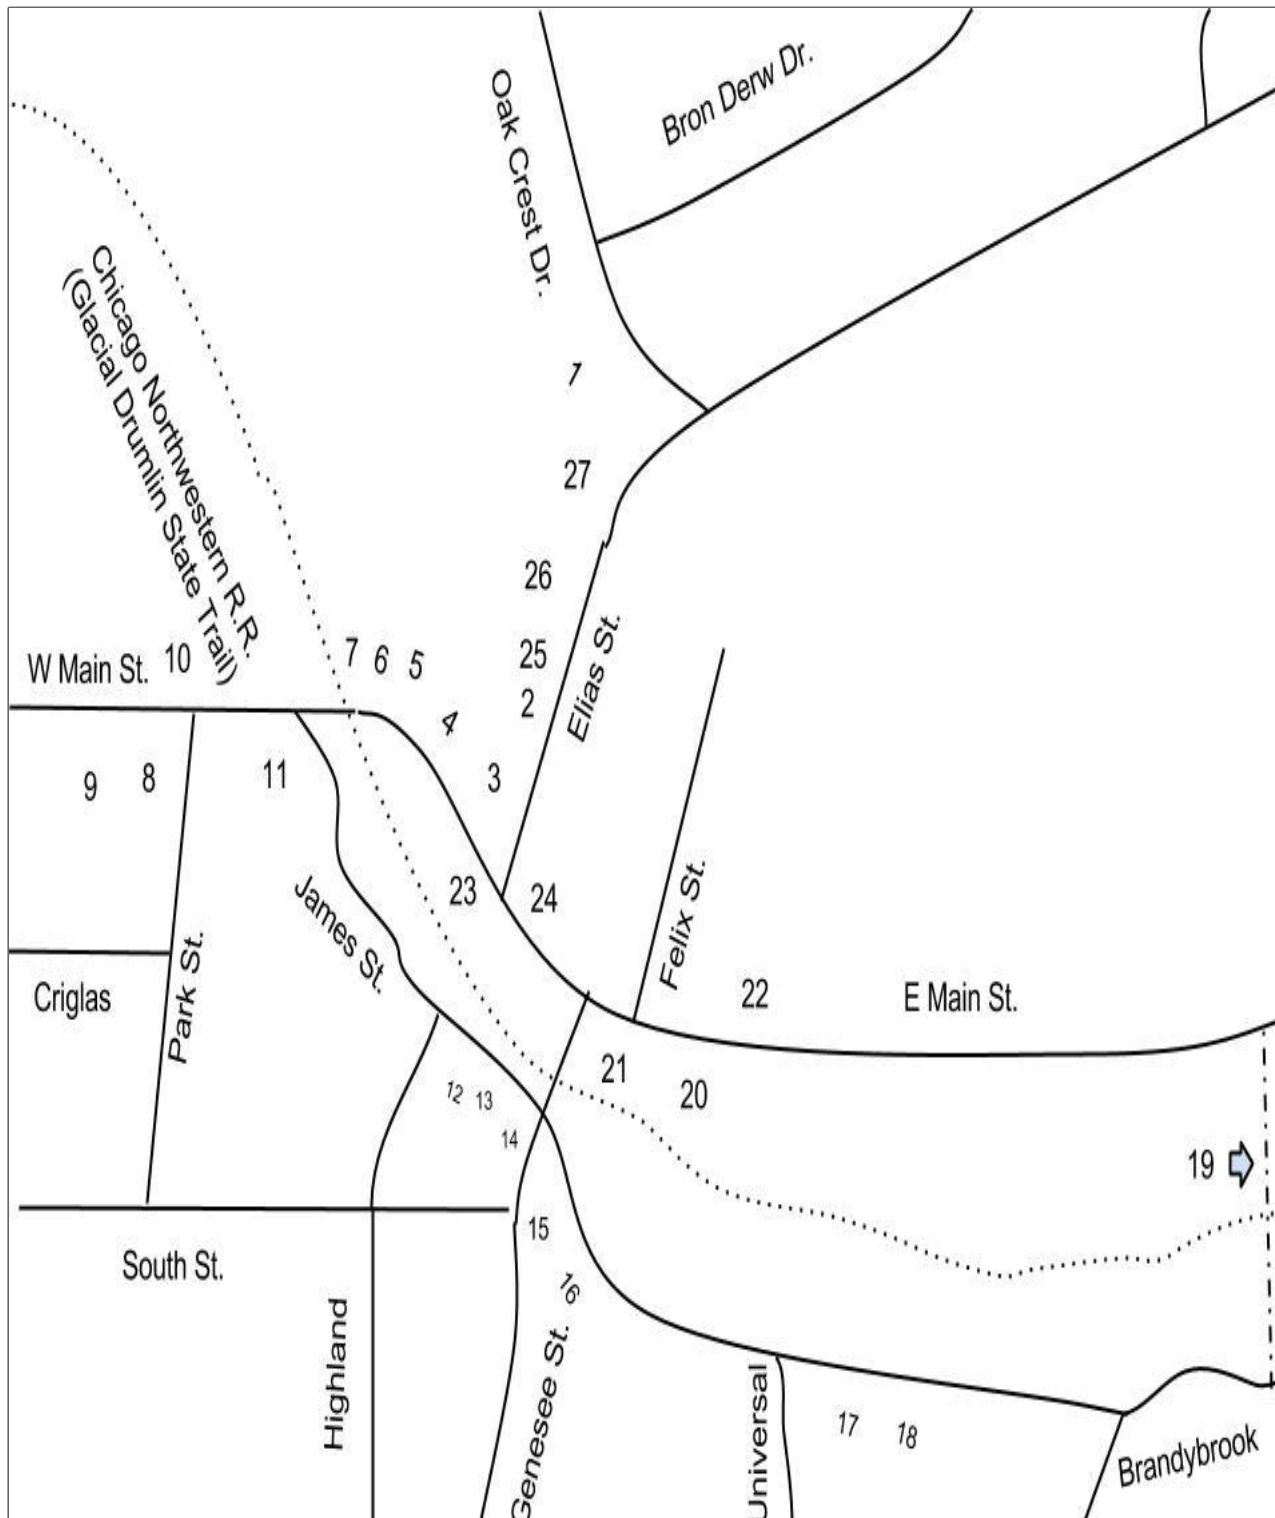 Bron Derw Dr.
Oak Crest Dr.
Chicago Northwestern R.R.
(Glacial Drumlin State Trail)
1
27
26
25
2
Elias St.
W Main St.
10
7
6
5
4
3
9
8
11
23
24
James St.
Felix St.
22
E Main St.
Criglas
Park St.
21
20
12
13
14
19
15
South St.
16
Highland
Genesee St.
Universal
17
18
Brandybrook